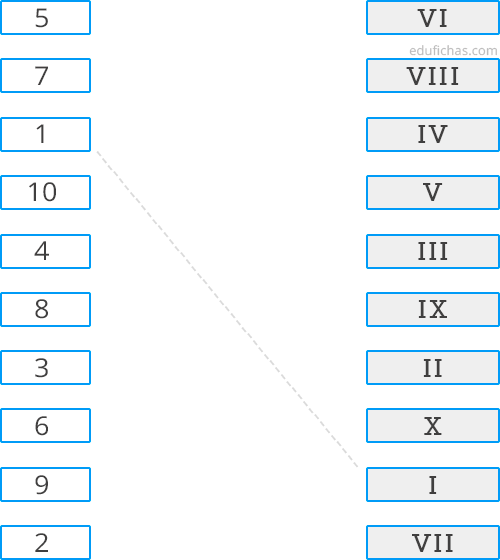 5 VI
edufichas.com
7 VIII
1 IV
10 V
4 III
8 IX
3 II
6 X
9 I
2 VII